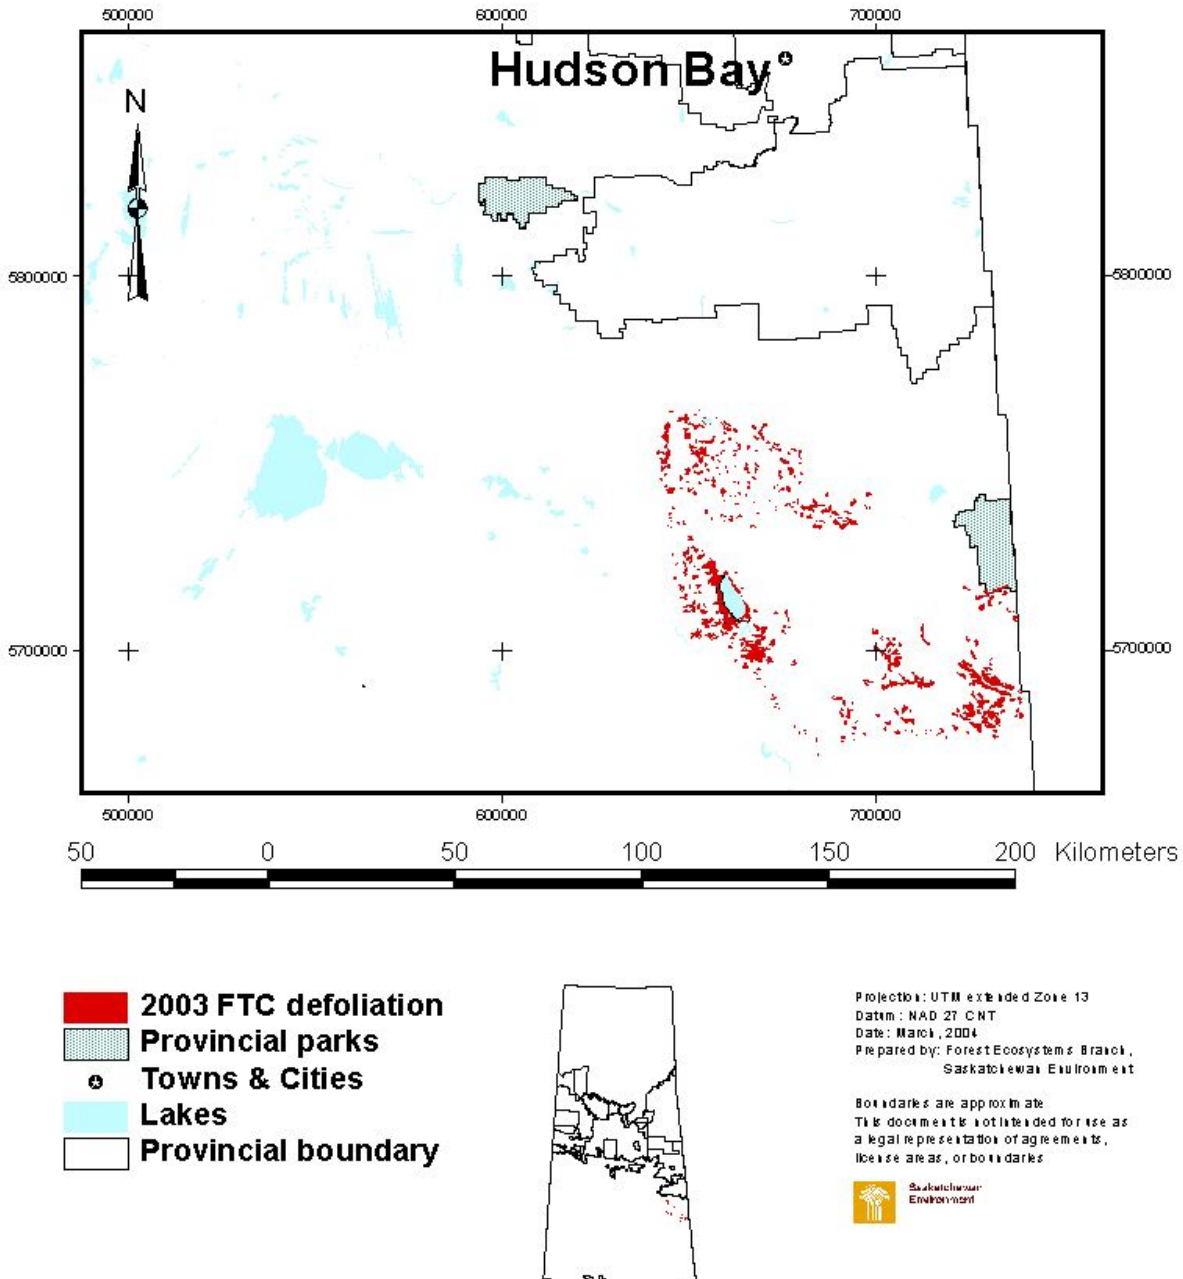 500000 600000 700000
Hudson Bay
N
5800000 5800000
5700000 5700000
500000 600000 700000
50 0 50 100 150 200 Kilometers
2003 FTC defoliation
Provincial parks
Towns & Cities
Lakes
Provincial boundary
Projection: UTM extended Zone 13
Datum: NAD 27 CNT
Date: March, 2004
Prepared by: Forest Ecosystems Branch,
Saskatchewan Environment
Boundaries are approximate
This document is not intended for use as
a legal representation of agreements,
license areas, or boundaries
Saskatchewan
Environment